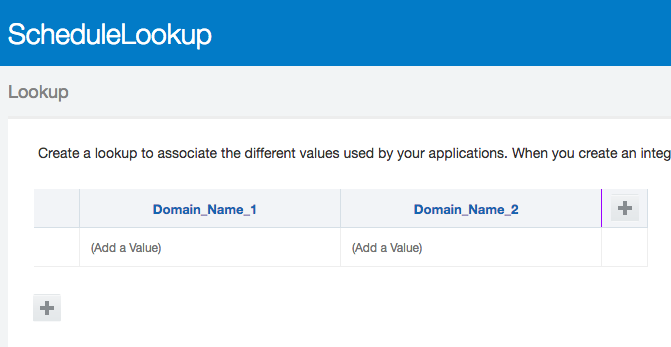 ScheduleLookup
Lookup
Create a lookup to associate the different values used by your applications. When you create an integ
Domain_Name_1 Domain_Name_2 +
(Add a Value) (Add a Value)
+